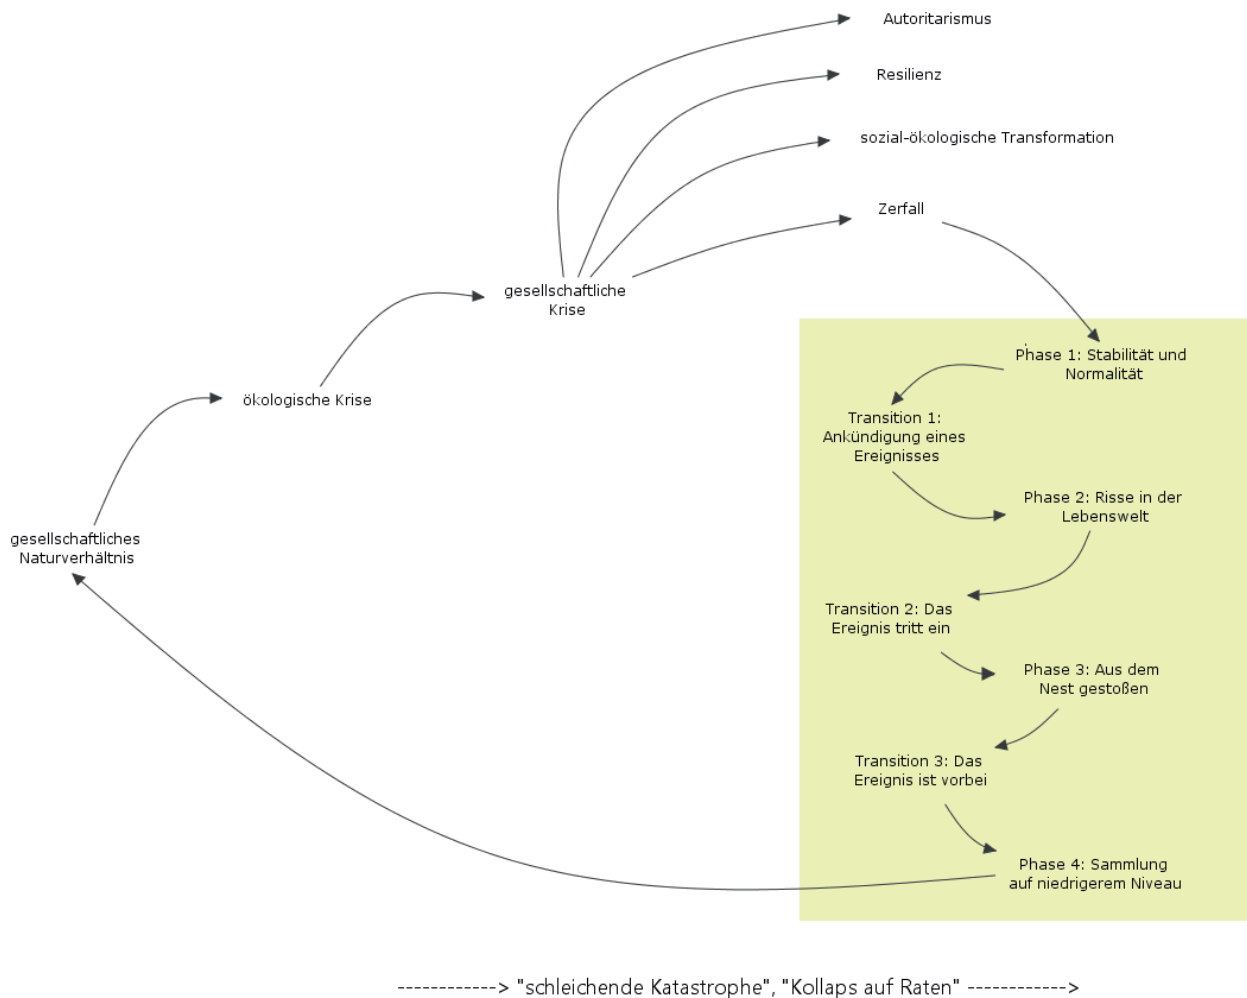 Autoritarismus
Resilienz
sozial-ökologische Transformation
Zerfall
gesellschaftliche
Krise
ökologische Krise
gesellschaftliches
Naturverhältnis
Phase 1: Stabilität und
Normalität
Transition 1:
Ankündigung eines
Ereignisses
Phase 2: Risse in der
Lebenswelt
Transition 2: Das
Ereignis tritt ein
Phase 3: Aus dem
Nest gestoßen
Transition 3: Das
Ereignis ist vorbei
Phase 4: Sammlung
auf niedrigerem Niveau
------------> "schleichende Katastrophe", "Kollaps auf Raten" ------------>